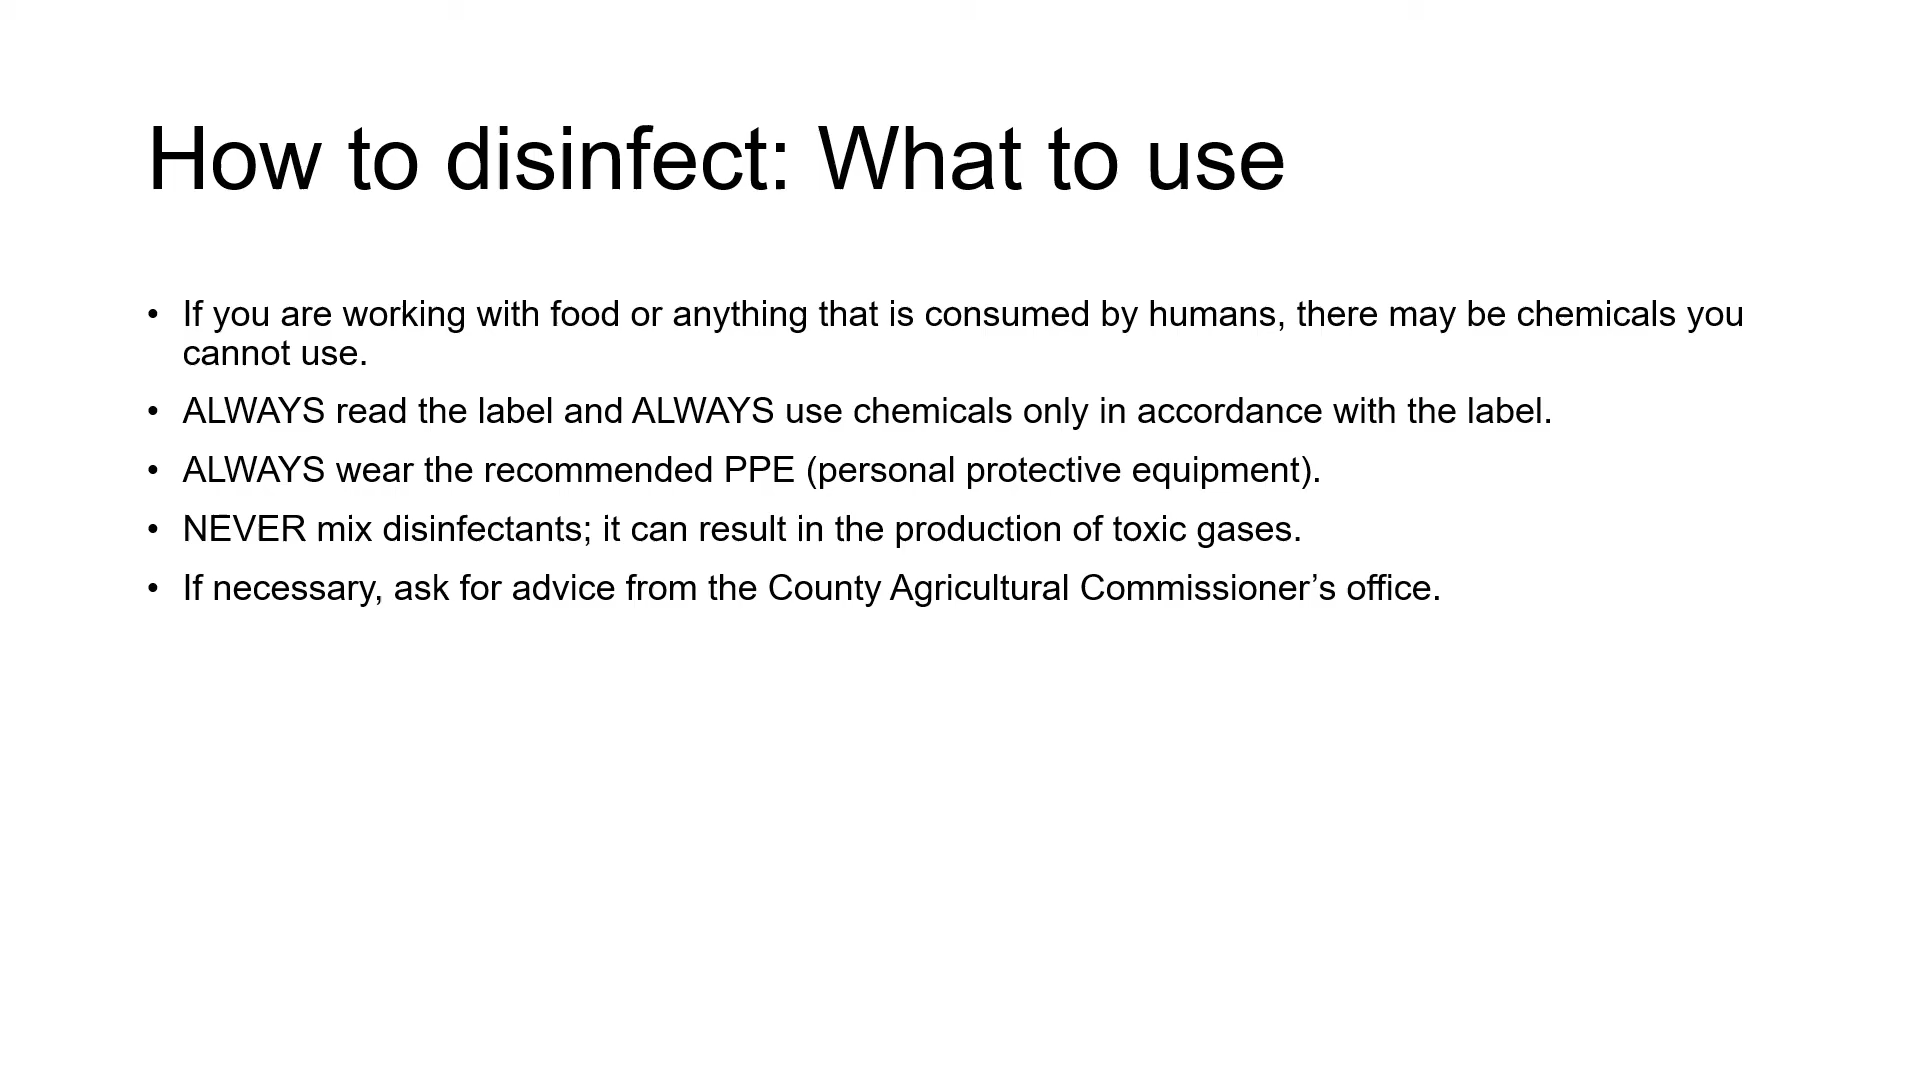 How to disinfect: What to use
• If you are working with food or anything that is consumed by humans, there may be chemicals you
cannot use.
• ALWAYS read the label and ALWAYS use chemicals only in accordance with the label.
• ALWAYS wear the recommended PPE (personal protective equipment).
• NEVER mix disinfectants; it can result in the production of toxic gases.
• If necessary, ask for advice from the County Agricultural Commissioner’s office.